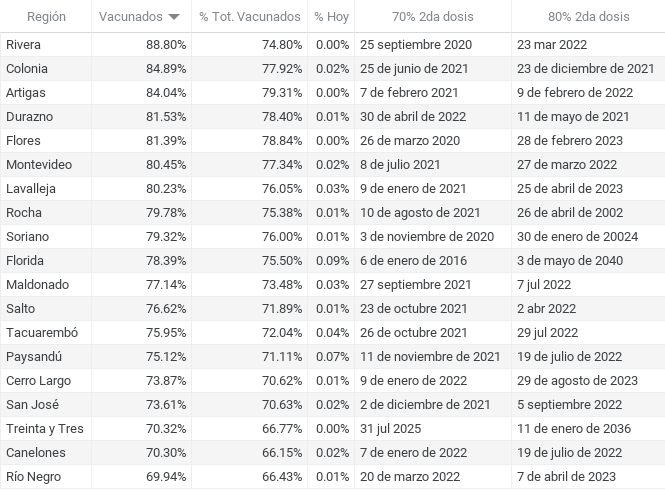 Región Vacunados % Tot. Vacunados % Hoy 70% 2da dosis 80% 2da dosis
Rivera 88.80% 74.80% 0.00% 25 septiembre 2020 23 mar 2022
Colonia 84.89% 77.92% 0.02% 25 de junio de 2021 23 de diciembre de 2021
Artigas 84.04% 79.31% 0.00% 7 de febrero 2021 9 de febrero de 2022
Durazno 81.53% 78.40% 0.01% 30 de abril de 2022 11 de mayo de 2021
Flores 81.39% 78.84% 0.00% 26 de marzo 2020 28 de febrero 2023
Montevideo 80.45% 77.34% 0.02% 8 de julio 2021 27 de marzo 2022
Lavalleja 80.23% 76.05% 0.03% 9 de enero de 2021 25 de abril de 2023
Rocha 79.78% 75.38% 0.01% 10 de agosto de 2021 26 de abril de 2002
Soriano 79.32% 76.00% 0.01% 3 de noviembre de 2020 30 de enero de 20024
Florida 78.39% 75.50% 0.09% 6 de enero de 2016 3 de mayo de 2040
Maldonado 77.14% 73.48% 0.03% 27 septiembre de 2021 7 jul 2022
Salto 76.62% 71.89% 0.01% 23 de octubre 2021 2 abr 2022
Tacuarembó 75.95% 72.04% 0.04% 26 de octubre 2021 29 jul 2022
Paysandú 75.12% 71.11% 0.07% 11 de noviembre de 2021 19 de julio de 2022
Cerro Largo 73.87% 70.62% 0.01% 9 de enero de 2022 29 de agosto de 2023
San José 73.61% 70.63% 0.02% 2 de diciembre de 2021 5 septiembre 2022
Treinta y Tres 70.32% 66.77% 0.00% 31 jul 2025 11 de enero de 2036
Canelones 70.30% 66.15% 0.02% 7 de enero de 2022 19 de julio de 2022
Río Negro 69.94% 66.43% 0.01% 20 de marzo 2022 7 de abril de 2023